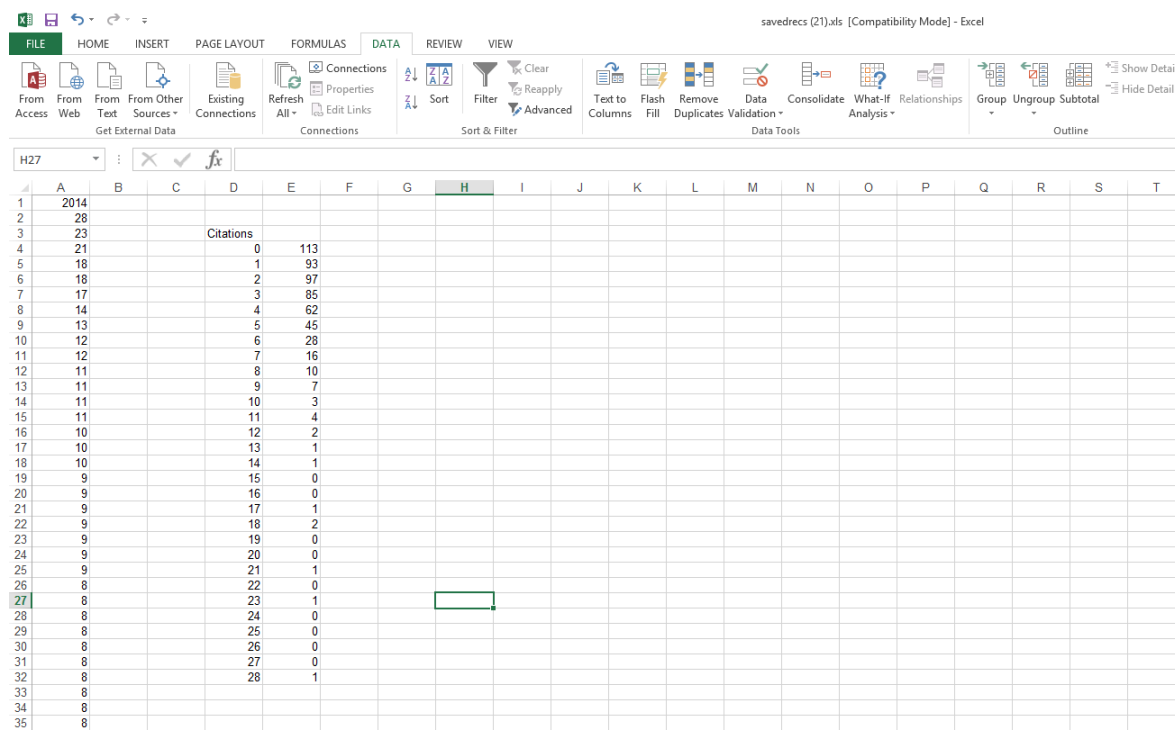 savedrecs (21).xls [Compatibility Mode] - Excel
FILE HOME INSERT PAGE LAYOUT FORMULAS DATA REVIEW VIEW
From Access
From Web
From Text
From Other Sources
Get External Data
Existing Connections
Refresh All
Connections
Properties
Edit Links
Connections
Sort
Filter
Clear
Reapply
Advanced
Sort & Filter
Text to Columns
Flash Fill
Remove Duplicates
Data Validation
Consolidate
What-If Analysis
Relationships
Data Tools
Group
Ungroup
Subtotal
Show Detai
Hide Detail
Outline
H27 fx
A B C D E F G H I J K L M N O P Q R S T
1 2014
2 28
3 23 Citations
4 21 0 113
5 18 1 93
6 18 2 97
7 17 3 85
8 14 4 62
9 13 5 45
10 12 6 28
11 12 7 16
12 11 8 10
13 11 9 7
14 11 10 3
15 11 11 4
16 10 12 2
17 10 13 1
18 10 14 1
19 9 15 0
20 9 16 0
21 9 17 1
22 9 18 2
23 9 19 0
24 9 20 0
25 9 21 1
26 8 22 0
27 8 23 1
28 8 24 0
29 8 25 0
30 8 26 0
31 8 27 0
32 8 28 1
33 8
34 8
35 8